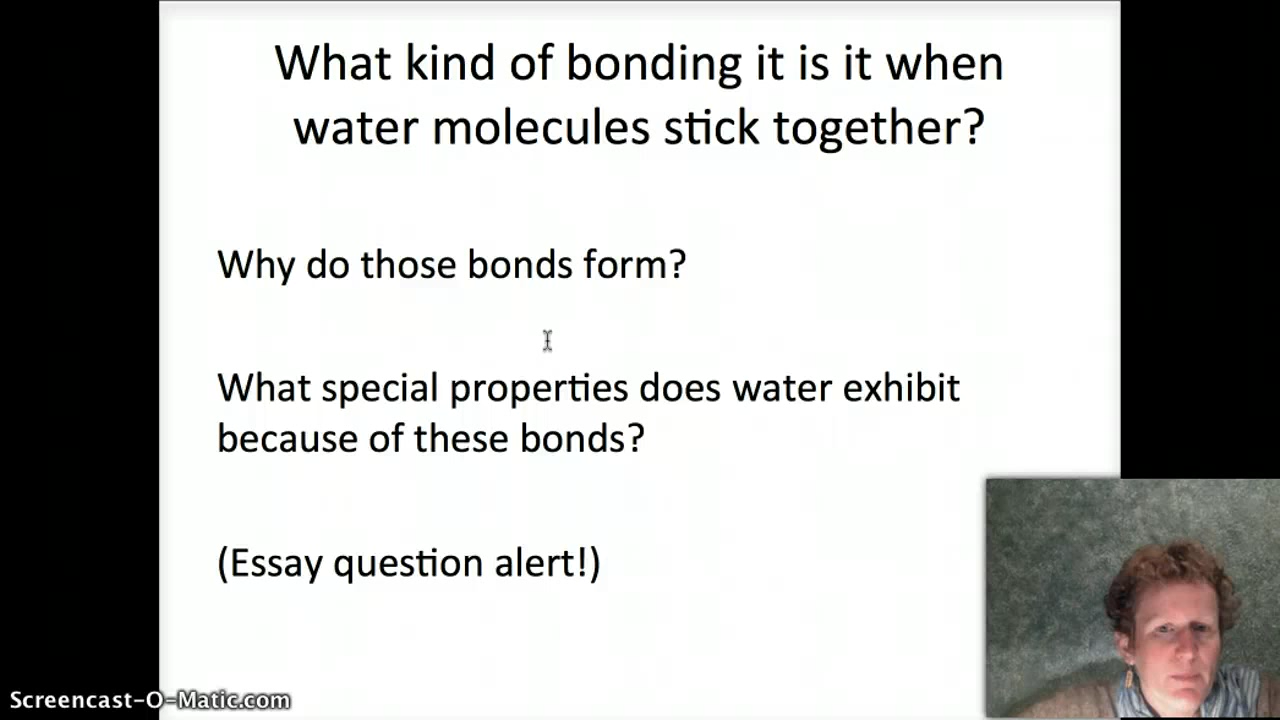 What kind of bonding it is it when
water molecules stick together?
Why do those bonds form?
What special properties does water exhibit
because of these bonds?
(Essay question alert!)
Screencast-O-Matic.com